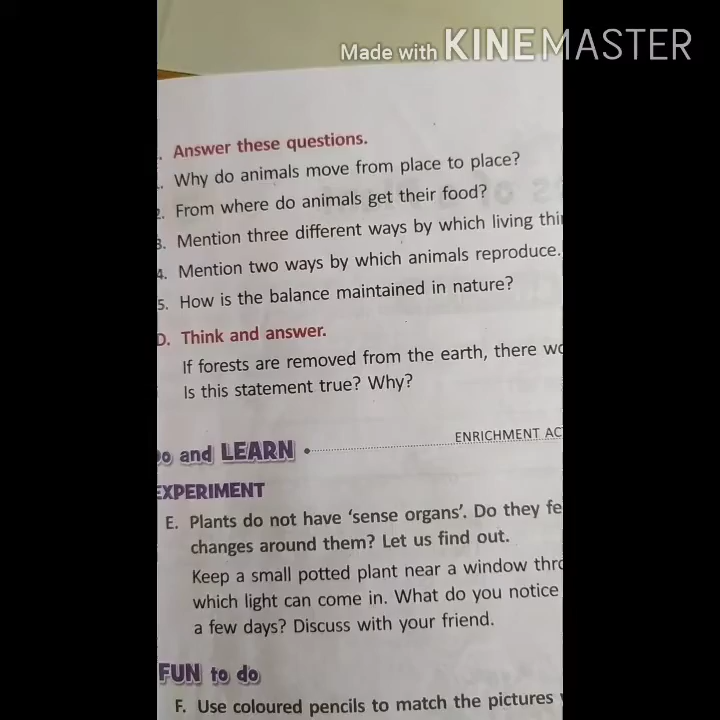 Made with KINEMASTER
. Answer these questions.
. Why do animals move from place to place?
2. From where do animals get their food?
3. Mention three different ways by which living
4. Mention two ways by which animals reproduce.
5. How is the balance maintained in nature?
D. Think and answer.
If forests are removed from the earth, there
Is this statement true? Why?
and LEARN
ENRICHMENT
EXPERIMENT
E. Plants do not have ‘sense organs’. Do they
changes around them? Let us find out.
Keep a small potted plant near a window
which light can come in. What do you notice
a few days? Discuss with your friend.
FUN to do
F. Use coloured pencils to match the pictures